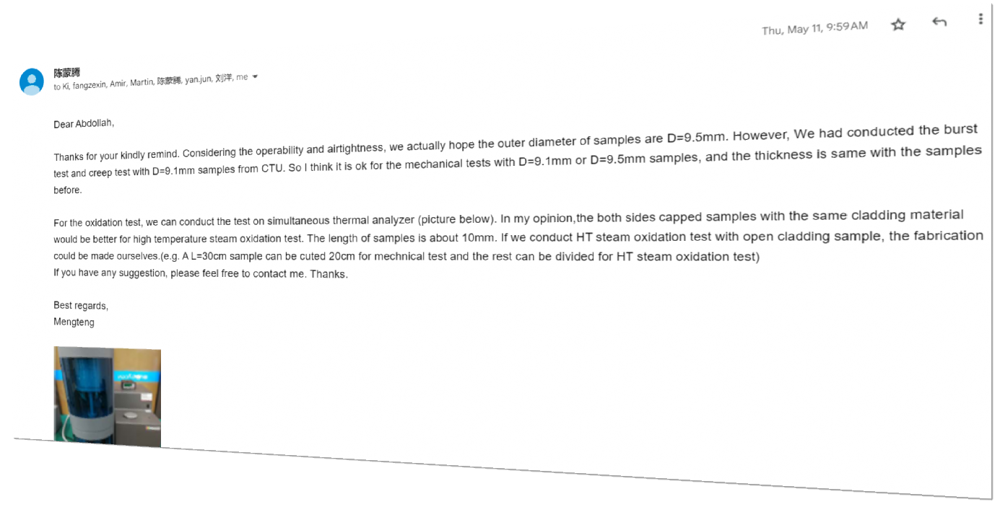 Thu, May 11, 9:59 AM
陈蒙腾
to Ki, fangzexin, Amir, Martin, 陈蒙腾, yan.jun, 刘洋, me
Dear Abdollah,
Thanks for your kindly remind. Considering the operability and airtightness, we actually hope the outer diameter of samples are D=9.5mm. However, We had conducted the burst
test and creep test with D=9.1mm samples from CTU. So I think it is ok for the mechanical tests with D=9.1mm or D=9.5mm samples, and the thickness is same with the samples
before.
For the oxidation test, we can conduct the test on simultaneous thermal analyzer (picture below). In my opinion,the both sides capped samples with the same cladding material
would be better for high temperature steam oxidation test. The length of samples is about 10mm. If we conduct HT steam oxidation test with open cladding sample, the fabrication
could be made ourselves.(e.g. A L=30cm sample can be cuted 20cm for mechnical test and the rest can be divided for HT steam oxidation test)
If you have any suggestion, please feel free to contact me. Thanks.
Best regards,
Mengteng